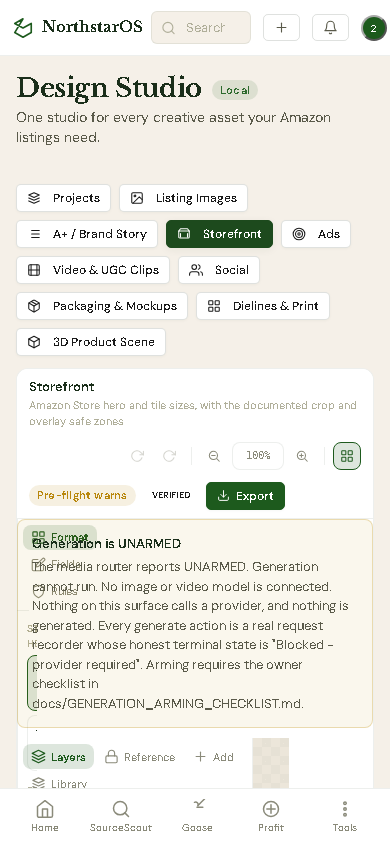 NorthstarOS
Search
2
Design Studio
Local
One studio for every creative asset your Amazon
listings need.
Projects
Listing Images
A+ / Brand Story
Storefront
Ads
Video & UGC Clips
Social
Packaging & Mockups
Dielines & Print
3D Product Scene
Storefront
Amazon Store hero and tile sizes, with the documented crop and
overlay safe zones
100%
Pre-flight warns
VERIFIED
Export
Format
Generation is UNARMED
Fields
The media router reports UNARMED. Generation
cannot run. No image or video model is connected.
Rules
Nothing on this surface calls a provider, and nothing is
generated. Every generate action is a real request
recorder whose honest terminal state is "Blocked -
provider required". Arming requires the owner
checklist in
docs/GENERATION_ARMING_CHECKLIST.md.
Layers
Reference
Add
Library
Home
SourceScout
Goose
Profit
Tools